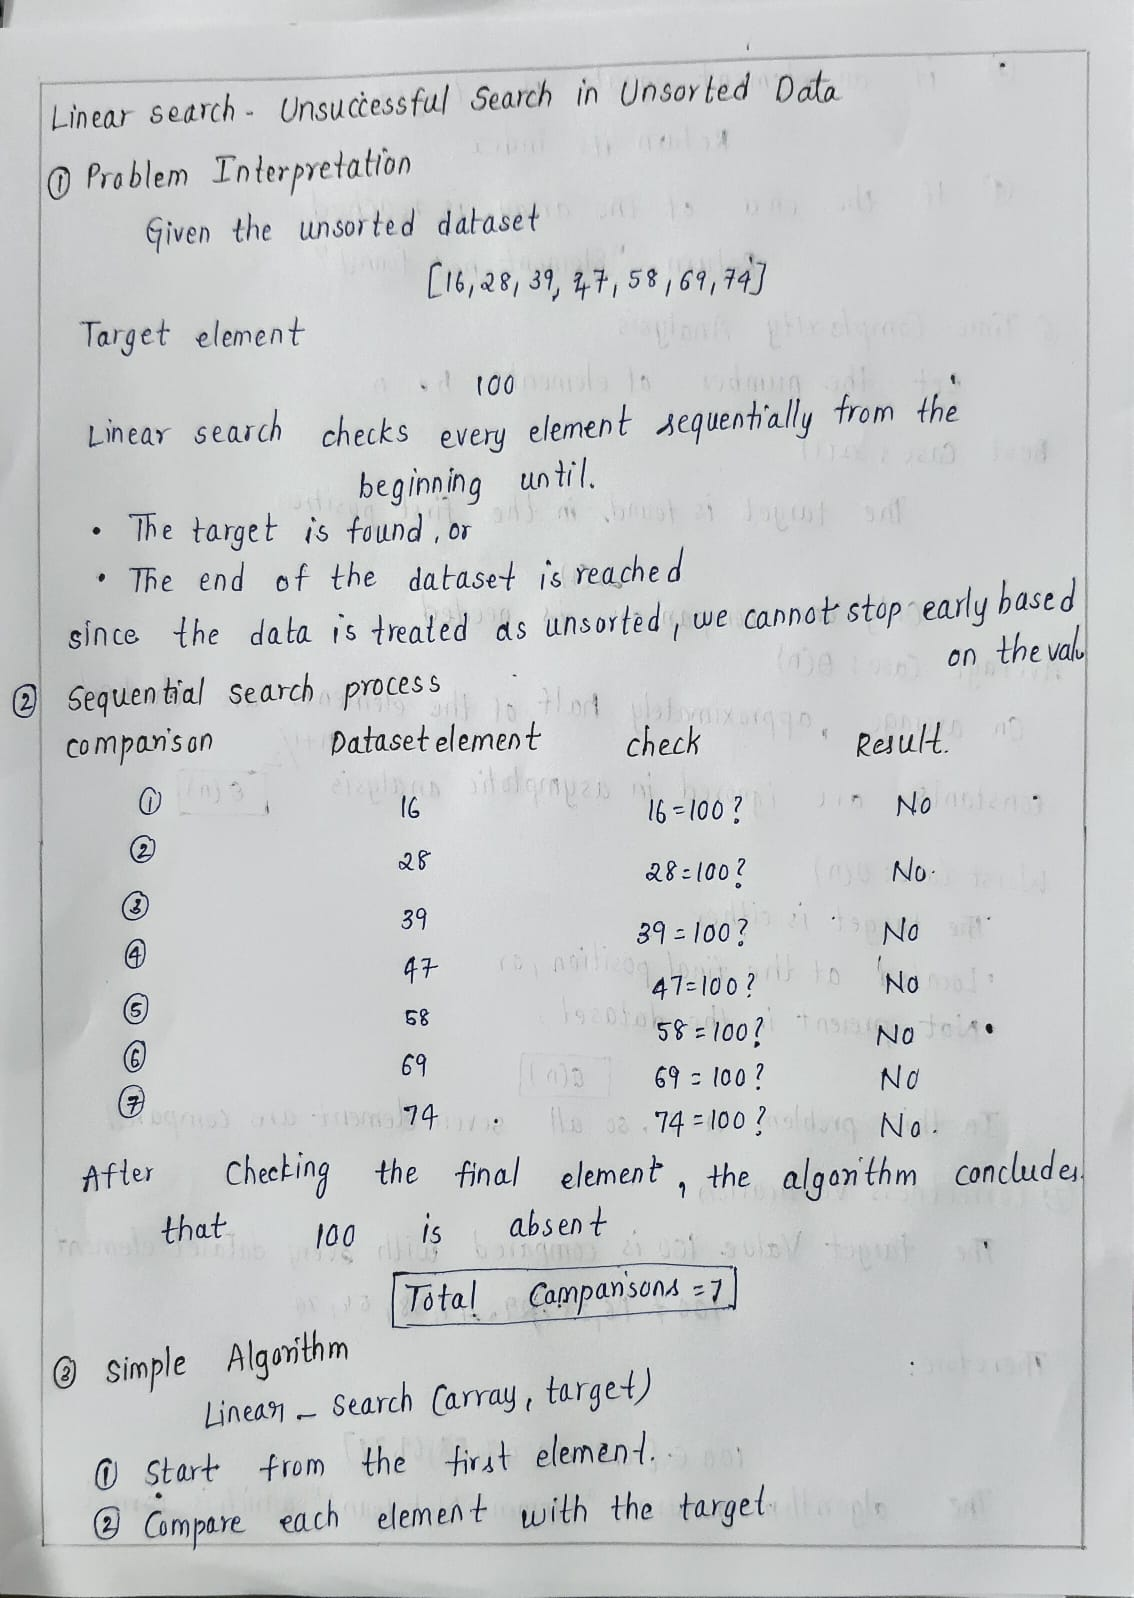 Linear search - Unsuccessful Search in Unsorted Data
① Problem Interpretation
Given the unsorted dataset
[16, 28, 39, 47, 58, 69, 74]
Target element
100
Linear search checks every element sequentially from the
beginning until.
• The target is found, or
• The end of the dataset is reached
since the data is treated as unsorted, we cannot stop early based
on the valu
② Sequential search process
comparison Dataset element check Result.
① 16 16=100? No
② 28 28=100? No.
③ 39 39=100? No
④ 47 47=100? No
⑤ 58 58=100? No
⑥ 69 69=100? No
⑦ 74 74=100? No.
After Checking the final element, the algorithm concludes
that 100 is absent
Total Comparisons = 7
③ Simple Algorithm
Linear - Search (array, target)
① Start from the first element.
② Compare each element with the target